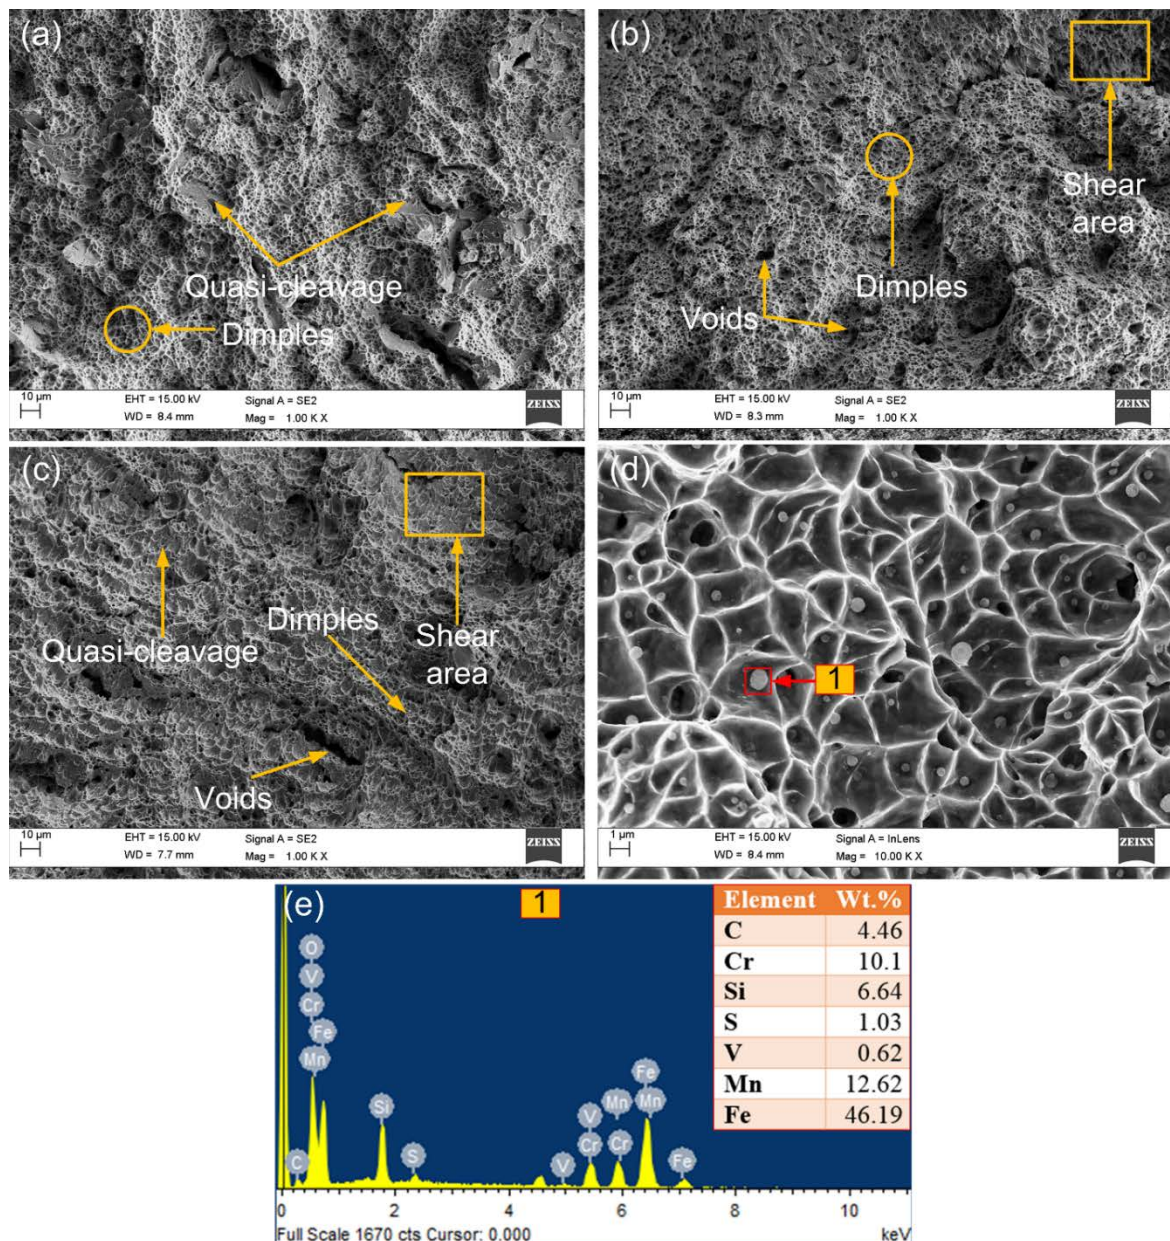 (a)
Quasi-cleavage
Dimples
10 µm
EHT = 15.00 kV
Signal A = SE2
WD = 8.4 mm
Mag = 1.00 K X
ZEISS
(b)
Shear
area
Dimples
Voids
10 µm
EHT = 15.00 kV
Signal A = SE2
WD = 8.3 mm
Mag = 1.00 K X
ZEISS
(c)
Quasi-cleavage
Dimples
Shear
area
Voids
10 µm
EHT = 15.00 kV
Signal A = SE2
WD = 7.7 mm
Mag = 1.00 K X
ZEISS
(d)
1
1 µm
EHT = 15.00 kV
Signal A = InLens
WD = 8.4 mm
Mag = 10.00 K X
ZEISS
(e)
1
O
V
Cr
Fe
Mn
C
Si
S
V
V
Cr
Mn
Cr
Fe
Mn
Fe
0 2 4 6 8 10
Full Scale 1670 cts Cursor: 0.000 keV
Element Wt.%
C 4.46
Cr 10.1
Si 6.64
S 1.03
V 0.62
Mn 12.62
Fe 46.19